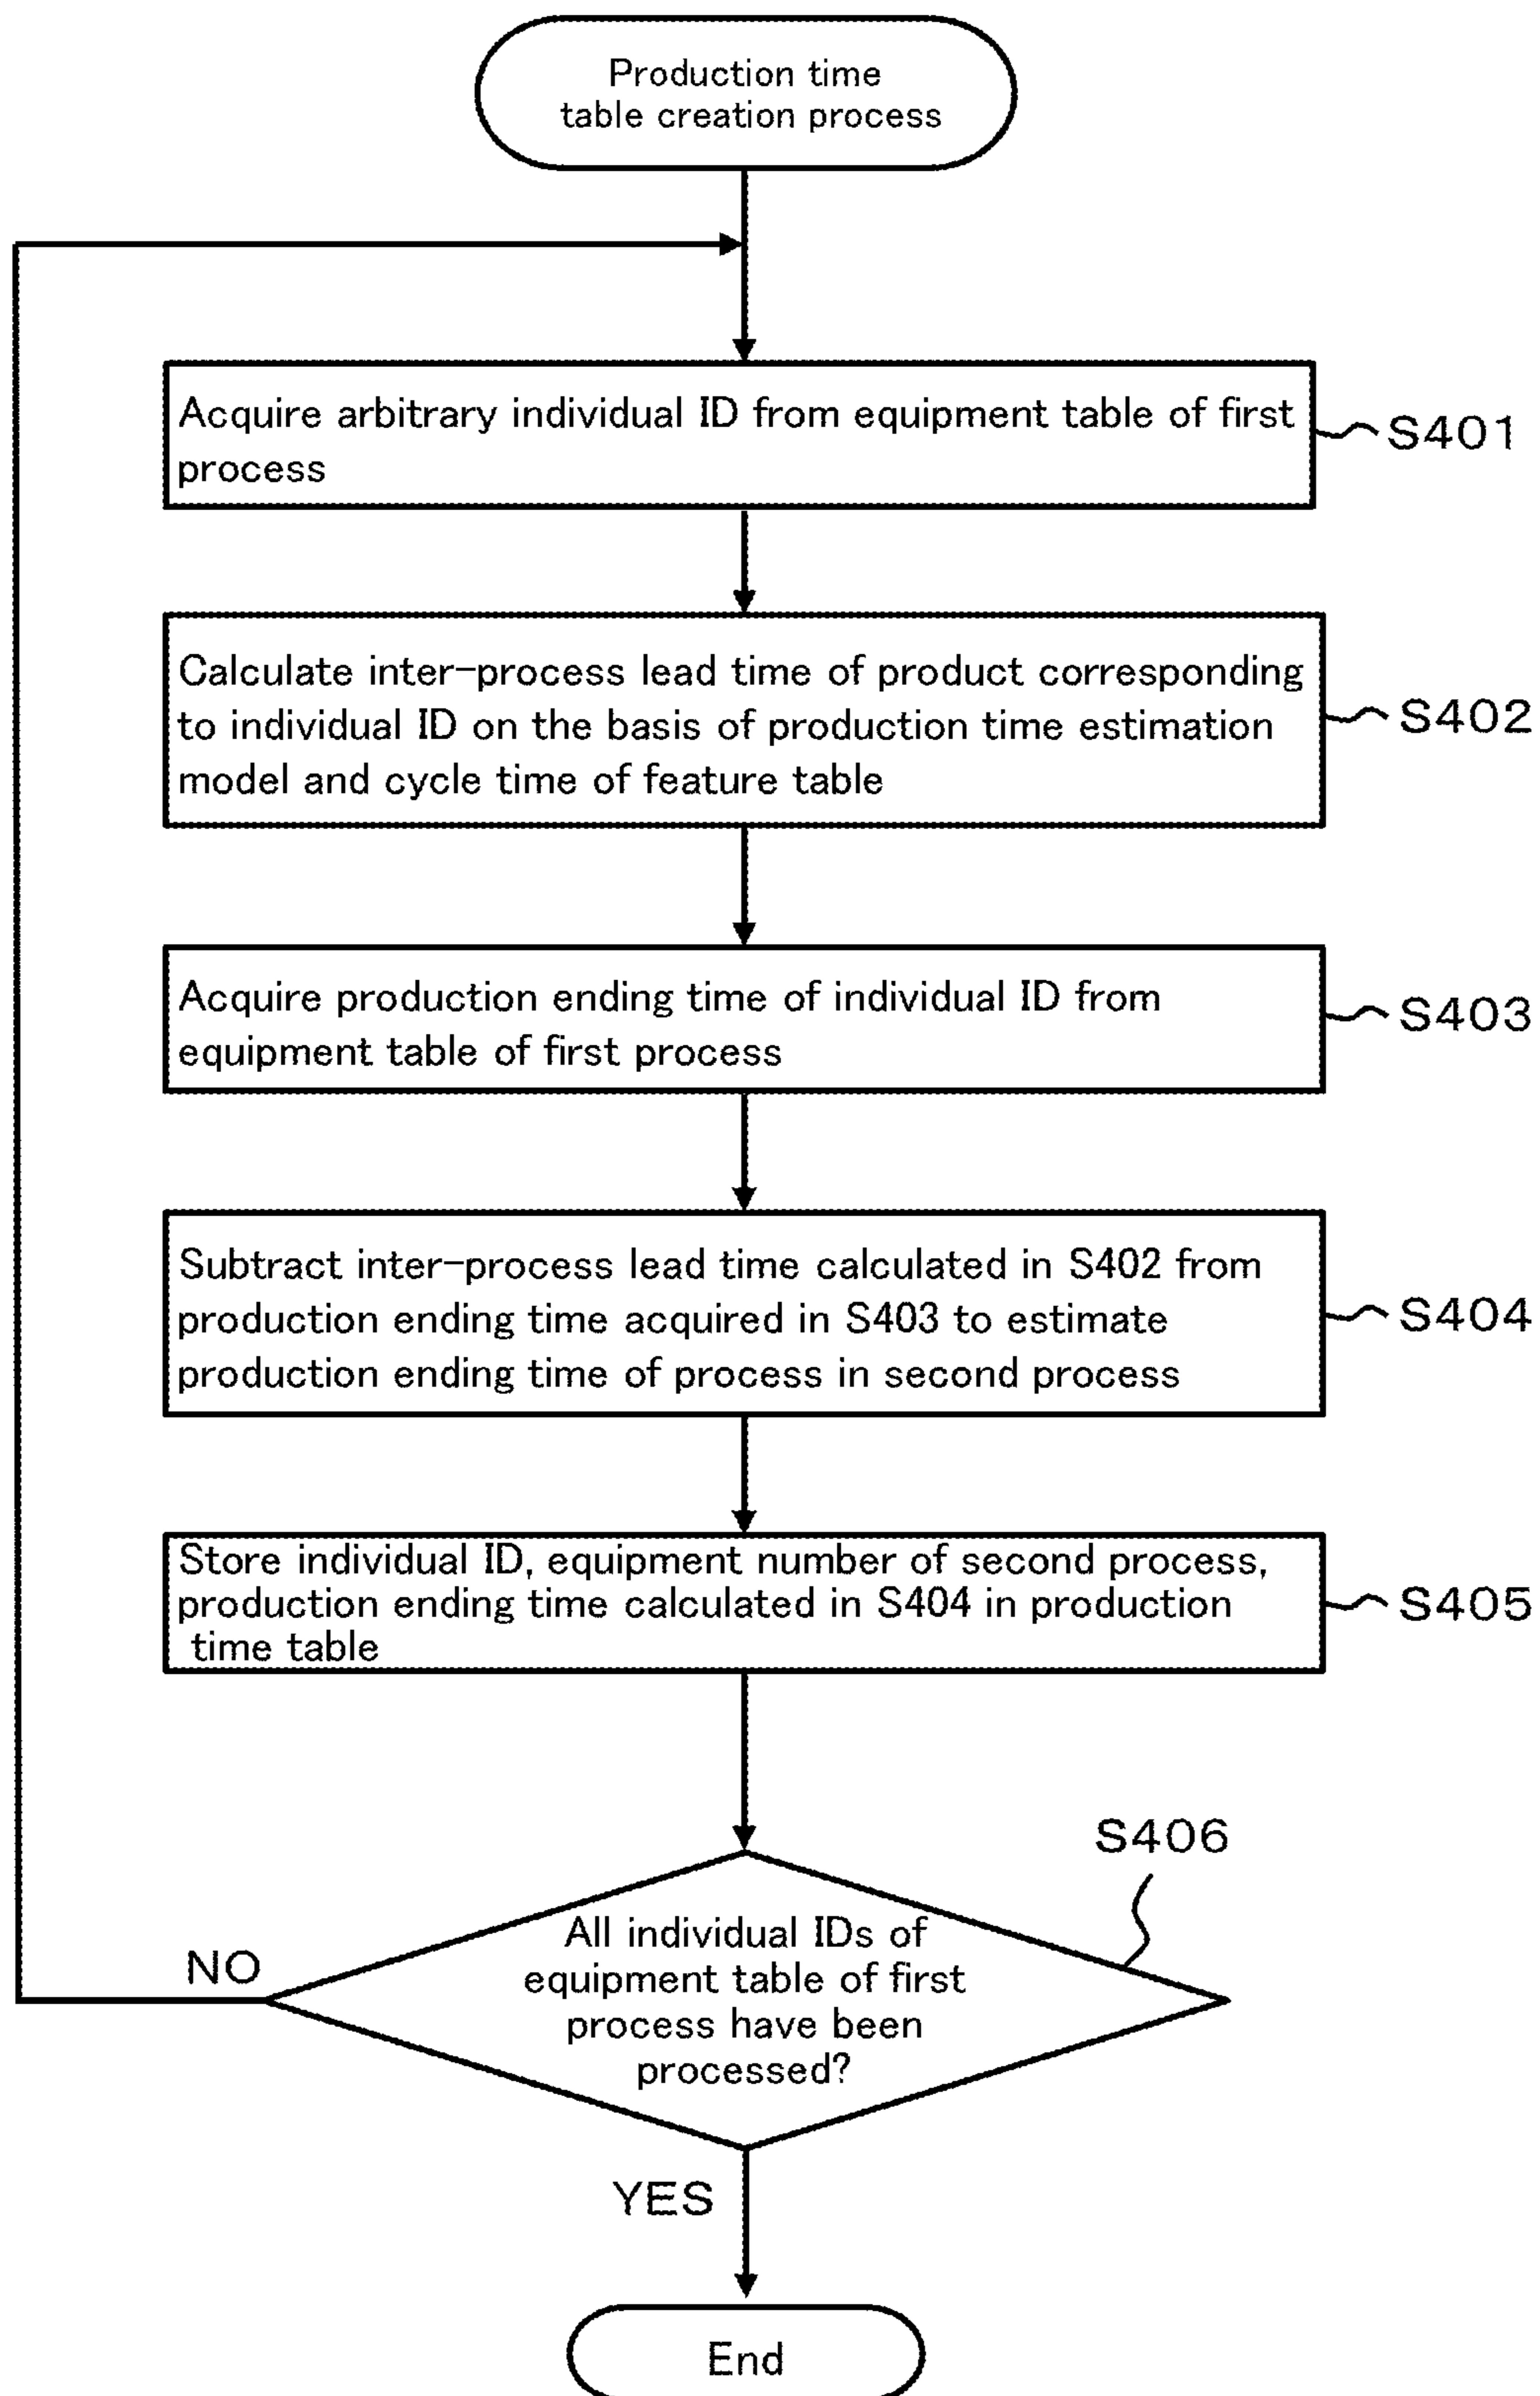 Production time
table creation process
Acquire arbitrary individual ID from equipment table of first
process
S401
Calculate inter-process lead time of product corresponding
to individual ID on the basis of production time estimation
model and cycle time of feature table
S402
Acquire production ending time of individual ID from
equipment table of first process
S403
Subtract inter-process lead time calculated in S402 from
production ending time acquired in S403 to estimate
production ending time of process in second process
S404
Store individual ID, equipment number of second process,
production ending time calculated in S404 in production
time table
S405
S406
All individual IDs of
equipment table of first
process have been
processed?
NO
YES
End